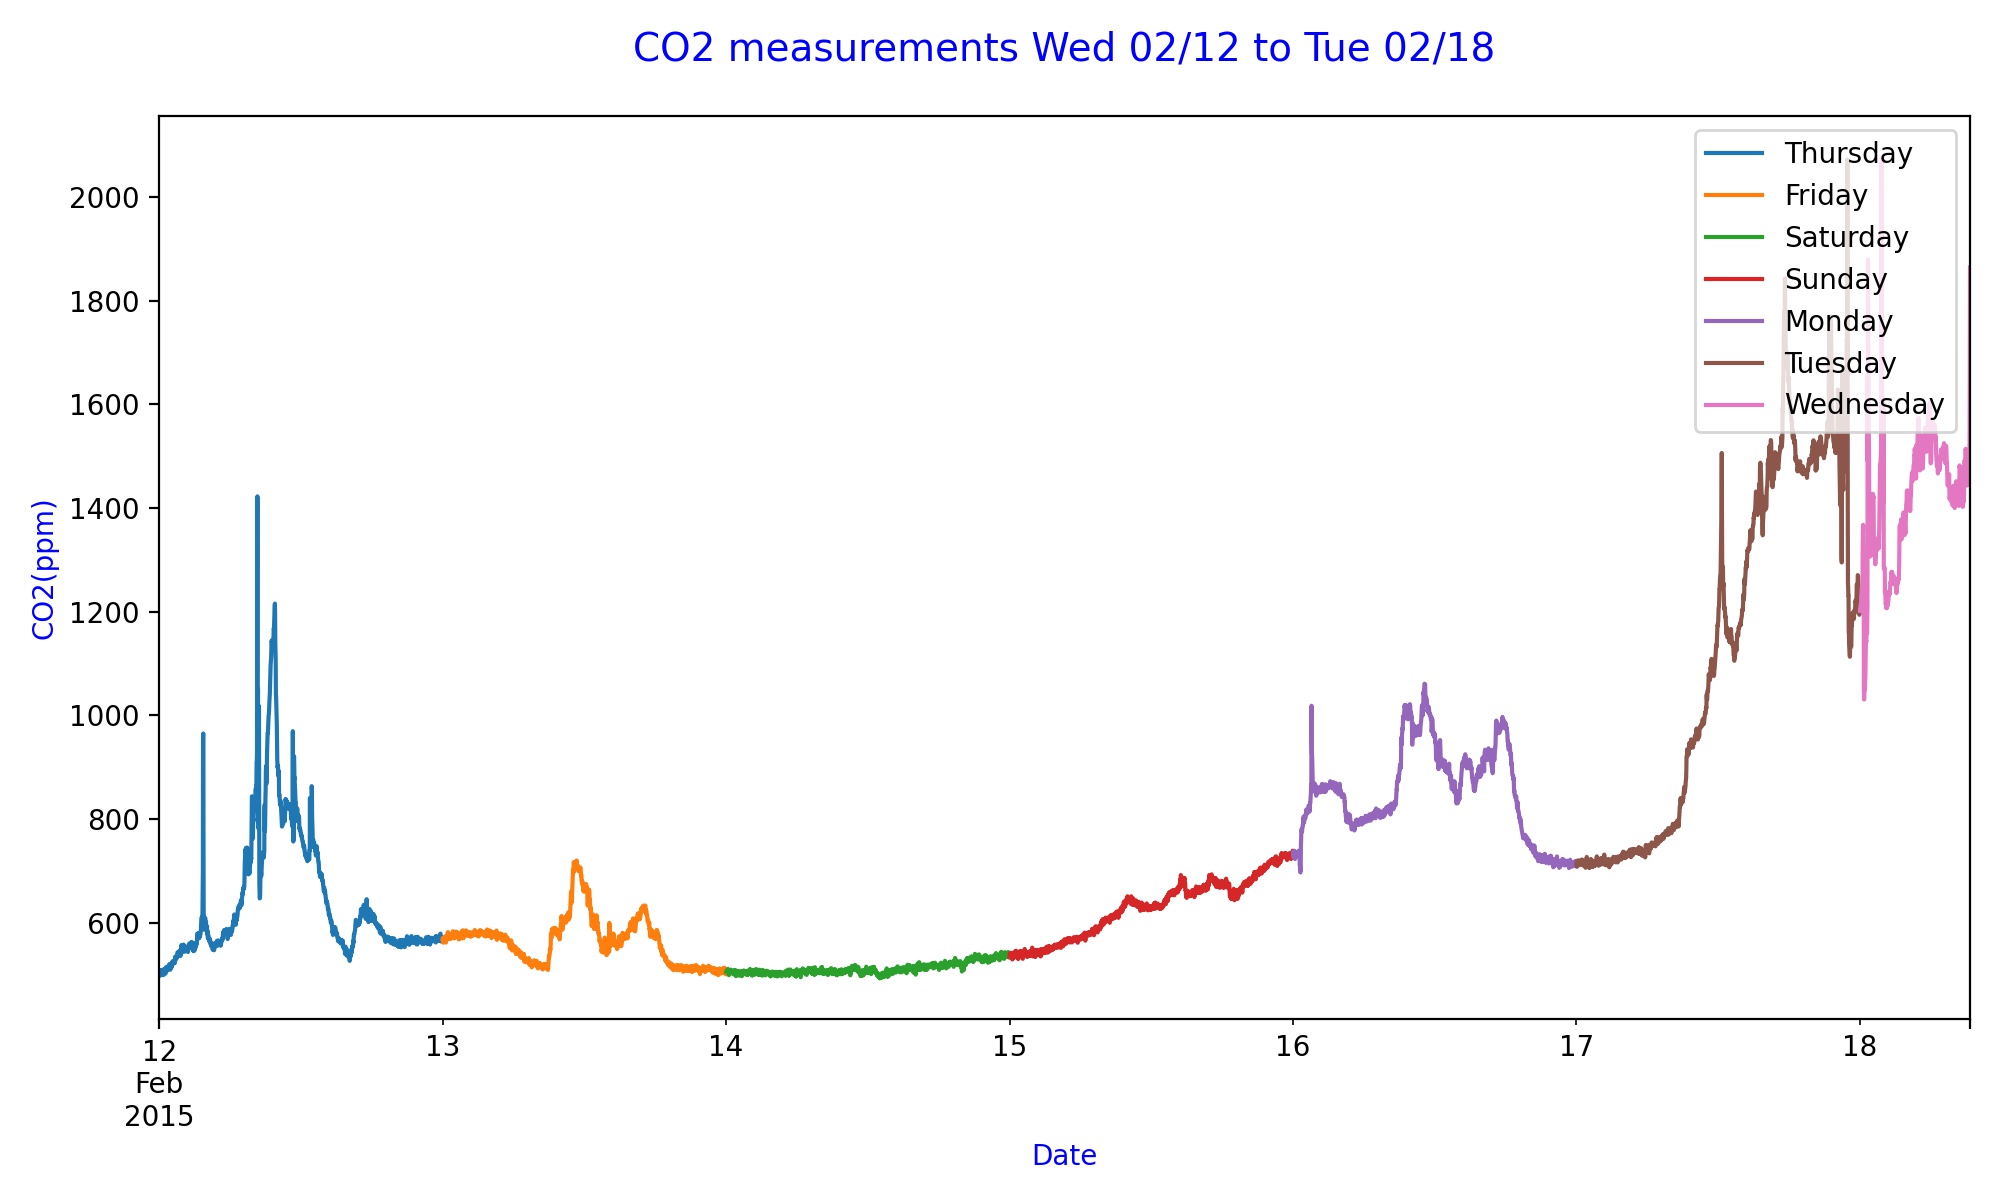 CO2 measurements Wed 02/12 to Tue 02/18
Thursday
Friday
Saturday
Sunday
Monday
Tuesday
Wednesday
2000
1800
1600
1400
1200
1000
800
600
CO2(ppm)
12 13 14 15 16 17 18
Feb
2015
Date